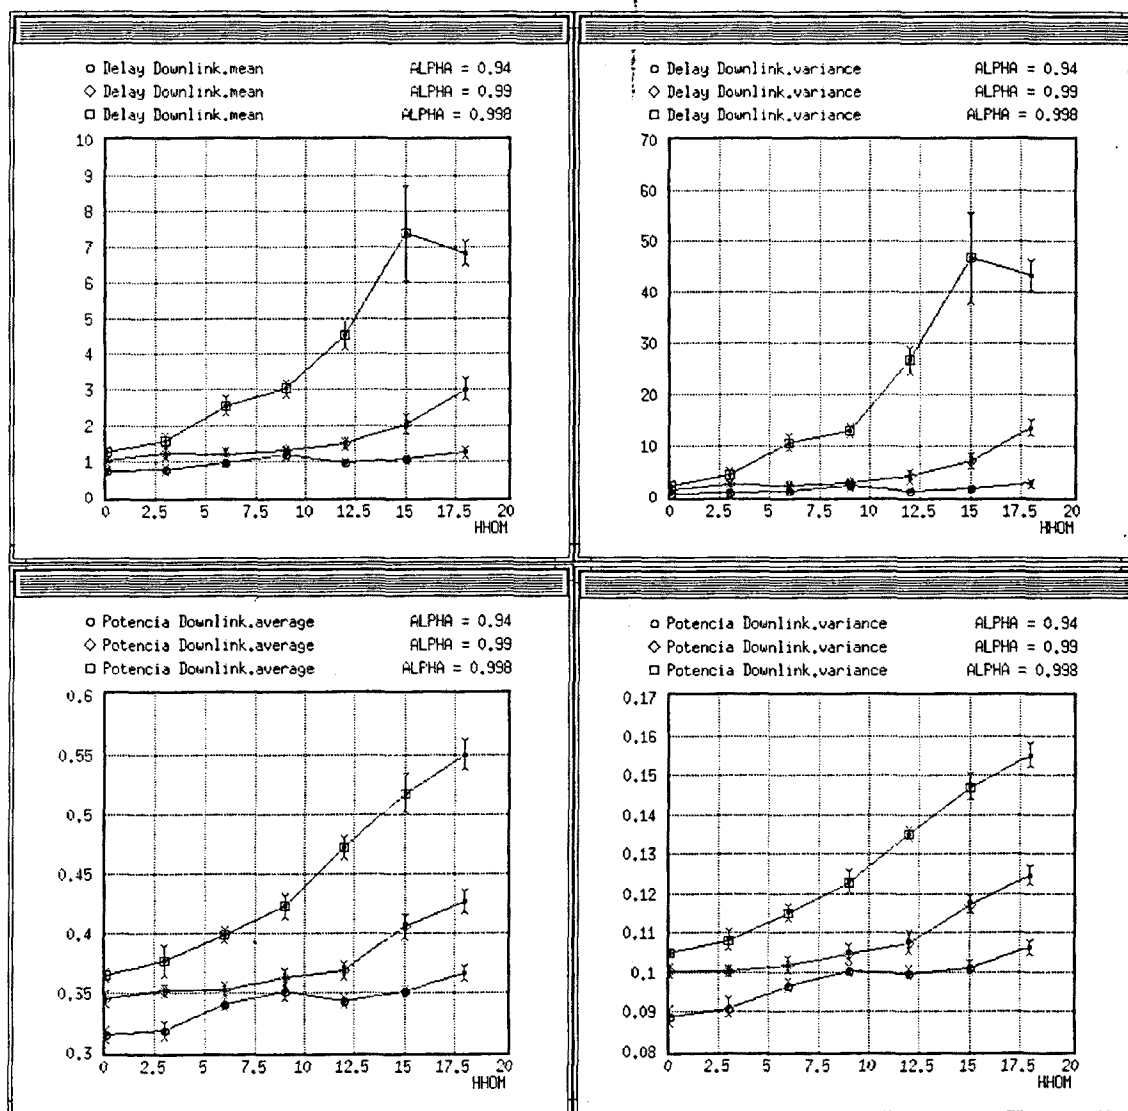 Delay Downlink.mean ALPHA = 0.94
Delay Downlink.mean ALPHA = 0.99
Delay Downlink.mean ALPHA = 0.998
10
9
8
7
6
5
4
3
2
1
0
0 2.5 5 7.5 10 12.5 15 17.5 20
HHOM
Delay Downlink.variance ALPHA = 0.94
Delay Downlink.variance ALPHA = 0.99
Delay Downlink.variance ALPHA = 0.998
70
60
50
40
30
20
10
0
0 2.5 5 7.5 10 12.5 15 17.5 20
HHOM
Potencia Downlink.average ALPHA = 0.94
Potencia Downlink.average ALPHA = 0.99
Potencia Downlink.average ALPHA = 0.998
0.6
0.55
0.5
0.45
0.4
0.35
0.3
0 2.5 5 7.5 10 12.5 15 17.5 20
HHOM
Potencia Downlink.variance ALPHA = 0.94
Potencia Downlink.variance ALPHA = 0.99
Potencia Downlink.variance ALPHA = 0.998
0.17
0.16
0.15
0.14
0.13
0.12
0.11
0.1
0.09
0.08
0 2.5 5 7.5 10 12.5 15 17.5 20
HHOM